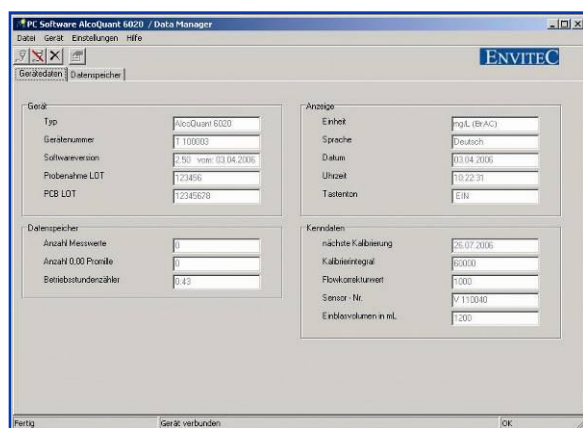 PC Software AlcoQuant 6020 / Data Manager
Datei Gerät Einstellungen Hilfe
ENVITEC
Gerätedaten Datenspeicher
Gerät
Typ AlcoQuant 6020
Gerätenummer T 100003
Softwareversion 2.50 vom: 03.04.2006
Probenahme LOT 123456
PCB LOT 12345678
Datenspeicher
Anzahl Messwerte 0
Anzahl 0,00 Promille 0
Betriebsstundenzähler 0.43
Anzeige
Einheit mg/L (BrAC)
Sprache Deutsch
Datum 03.04.2006
Uhrzeit 10:22:31
Tastenton EIN
Kenndaten
nächste Kalibrierung 26.07.2006
Kalibrierintegral 60000
Flowkorrekturwert 1000
Sensor - Nr. V 110040
Einblasvolumen in mL 1200
Fertig Gerät verbunden OK